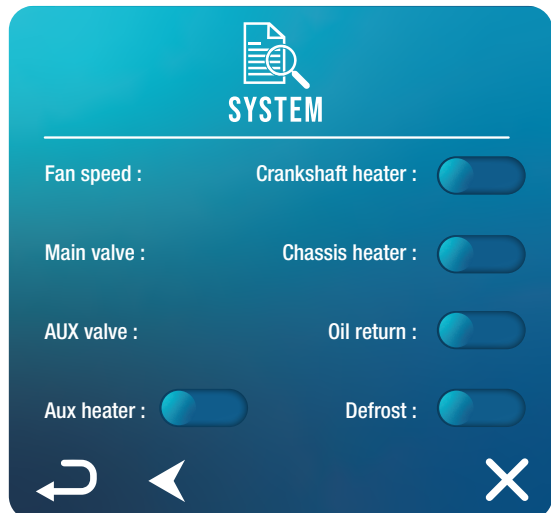 SYSTEM
Fan speed : Crankshaft heater :
Main valve : Chassis heater :
AUX valve : Oil return :
Aux heater : Defrost :